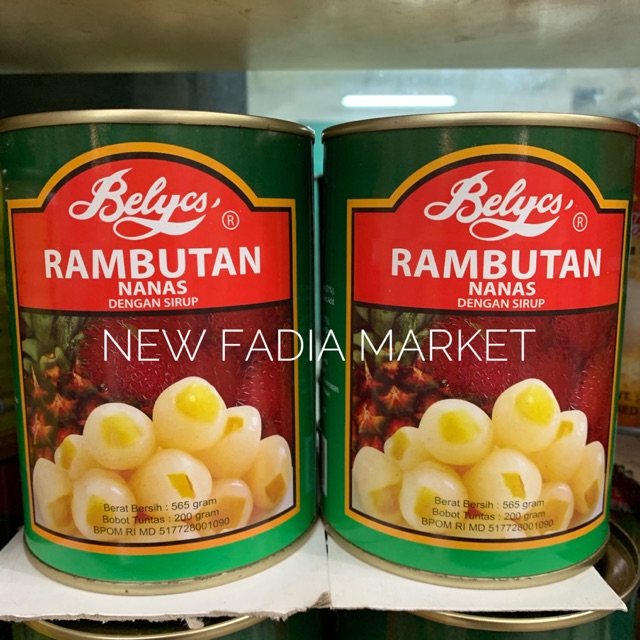 Belycs'®
RAMBUTAN
NANAS
DENGAN SIRUP
Berat Bersih : 565 gram
Bobot Tuntas : 200 gram
BPOM RI MD 517728001090
Belycs'®
RAMBUTAN
NANAS
DENGAN SIRUP
Berat Bersih : 565 gram
Bobot Tuntas : 200 gram
BPOM RI MD 517728001090
NEW FADIA MARKET